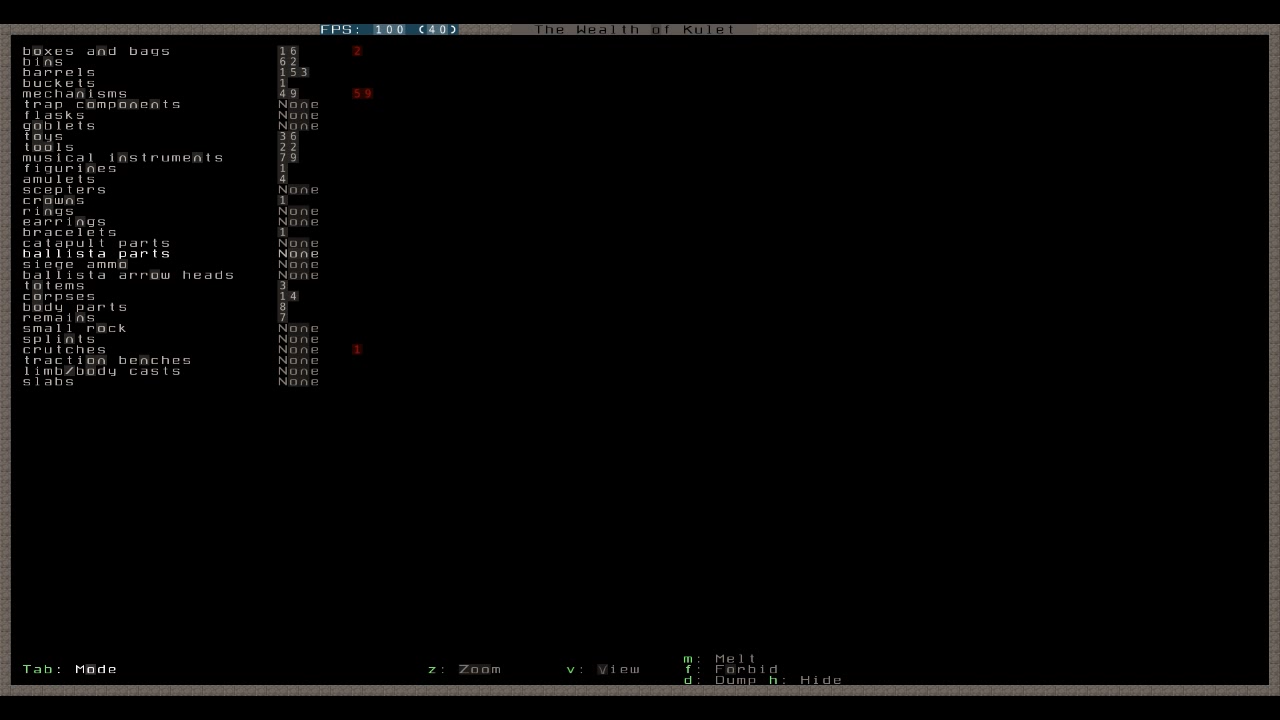 FPS: 100 (40) The Wealth of Kulet
boxes and bags 16 2
bins 62
barrels 153
buckets 1
mechanisms 49 59
trap components None
flasks None
goblets None
toys 36
tools 22
musical instruments 79
figurines 1
amulets 4
scepters None
crowns 1
rings None
earrings None
bracelets 1
catapult parts None
ballista parts None
siege ammo None
ballista arrow heads None
totems 3
corpses 14
body parts 8
remains 7
small rock None
splints None
crutches None 1
traction benches None
limb/body casts None
slabs None
m: Melt
Tab: Mode z: Zoom v: View f: Forbid
d: Dump h: Hide